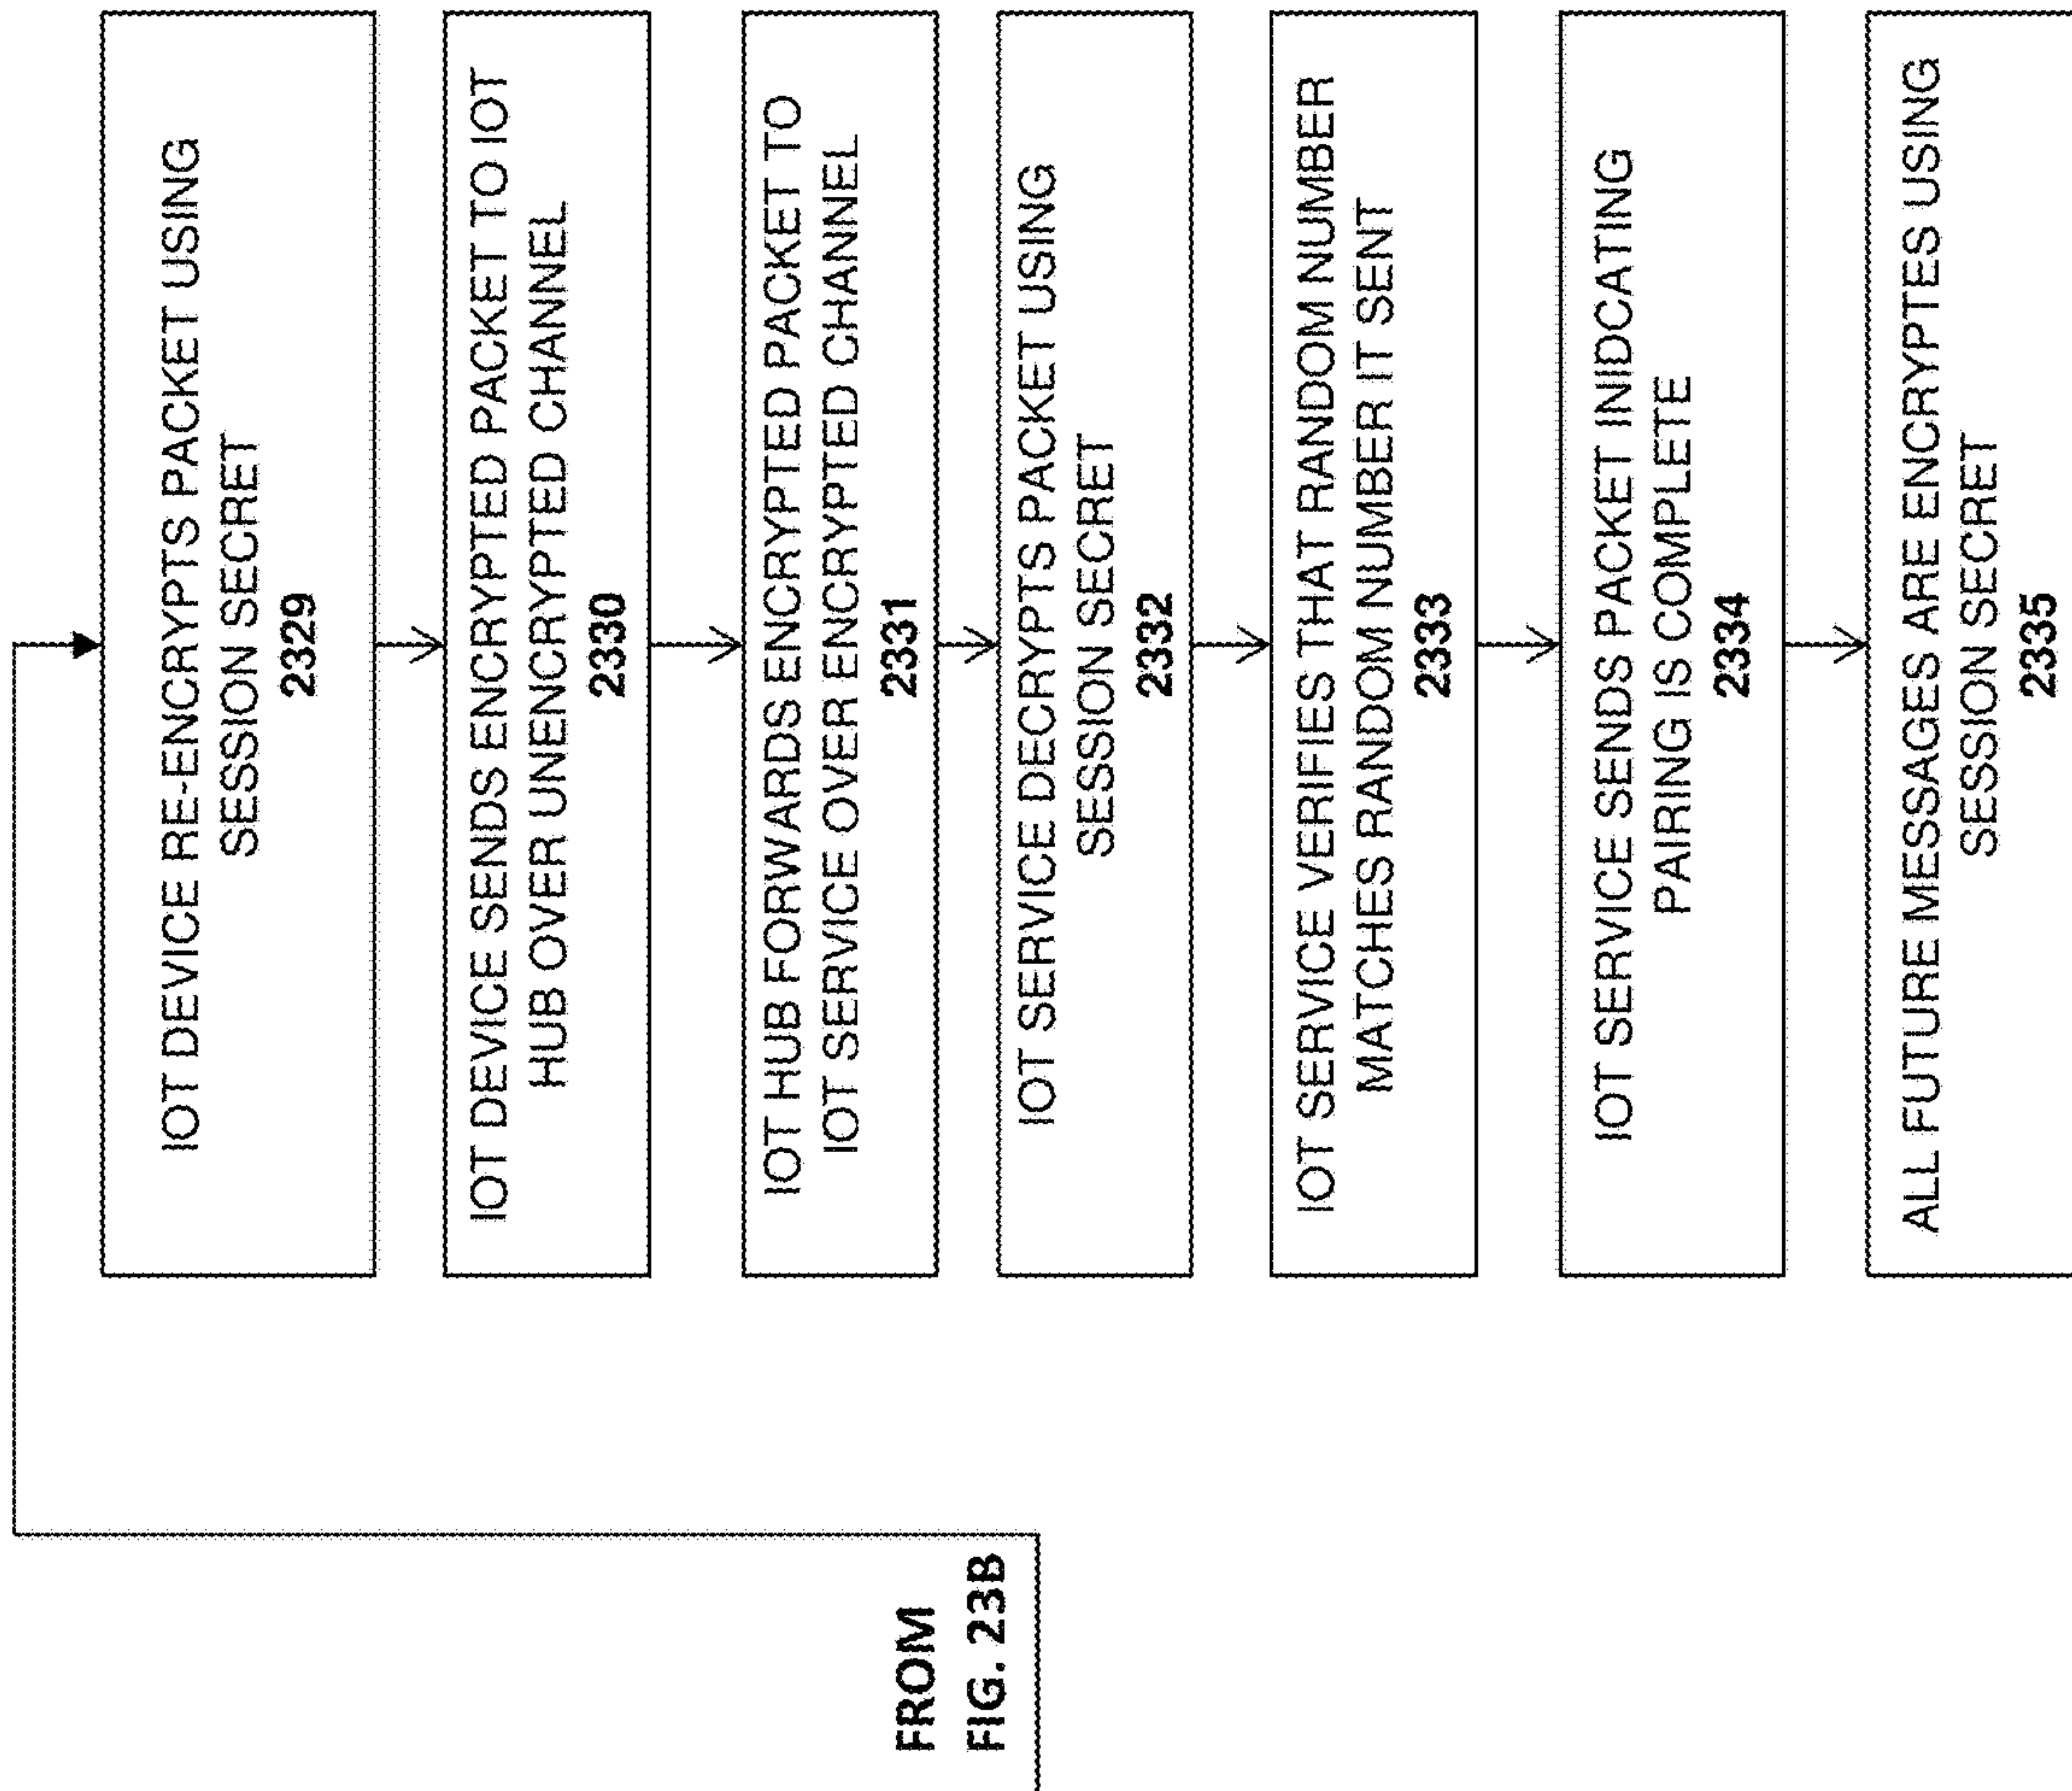 IOT DEVICE RE-ENCRYPTS PACKET USING
SESSION SECRET
2329
IOT DEVICE SENDS ENCRYPTED PACKET TO IOT
HUB OVER UNENCRYPTED CHANNEL
2330
IOT HUB FORWARDS ENCRYPTED PACKET TO
IOT SERVICE OVER ENCRYPTED CHANNEL
2331
IOT SERVICE DECRYPTS PACKET USING
SESSION SECRET
2332
IOT SERVICE VERIFIES THAT RANDOM NUMBER
MATCHES RANDOM NUMBER IT SENT
2333
IOT SERVICE SENDS PACKET INIDCATING
PAIRING IS COMPLETE
2334
ALL FUTURE MESSAGES ARE ENCRYPTES USING
SESSION SECRET
2335
FROM
FIG. 23B